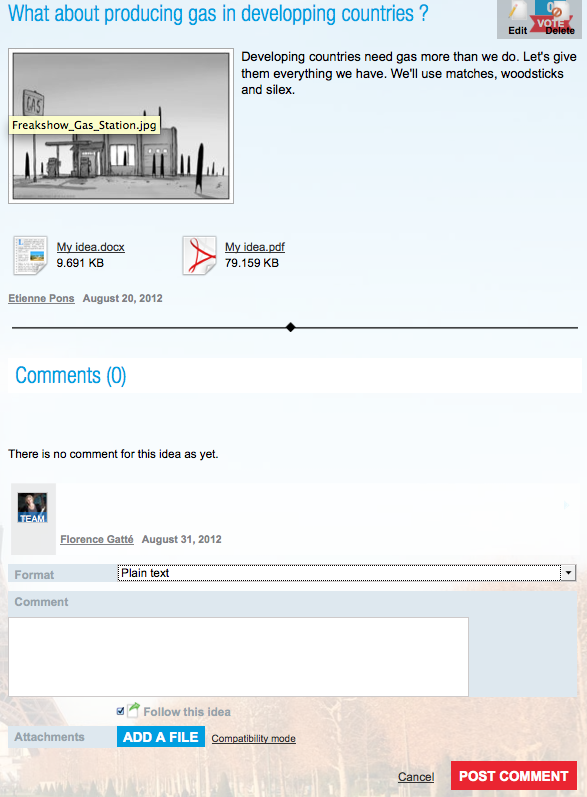 What about producing gas in developping countries ?
0
VOTE
Edit
Delete
Developing countries need gas more than we do. Let's give
them everything we have. We'll use matches, woodsticks
and silex.
GAS
Freakshow_Gas_Station.jpg
My idea.docx
9.691 KB
My idea.pdf
79.159 KB
Etienne Pons August 20, 2012
Comments (0)
There is no comment for this idea as yet.
TEAM
Florence Gatté August 31, 2012
Format
Plain text
Comment
Follow this idea
Attachments
ADD A FILE
Compatibility mode
Cancel
POST COMMENT